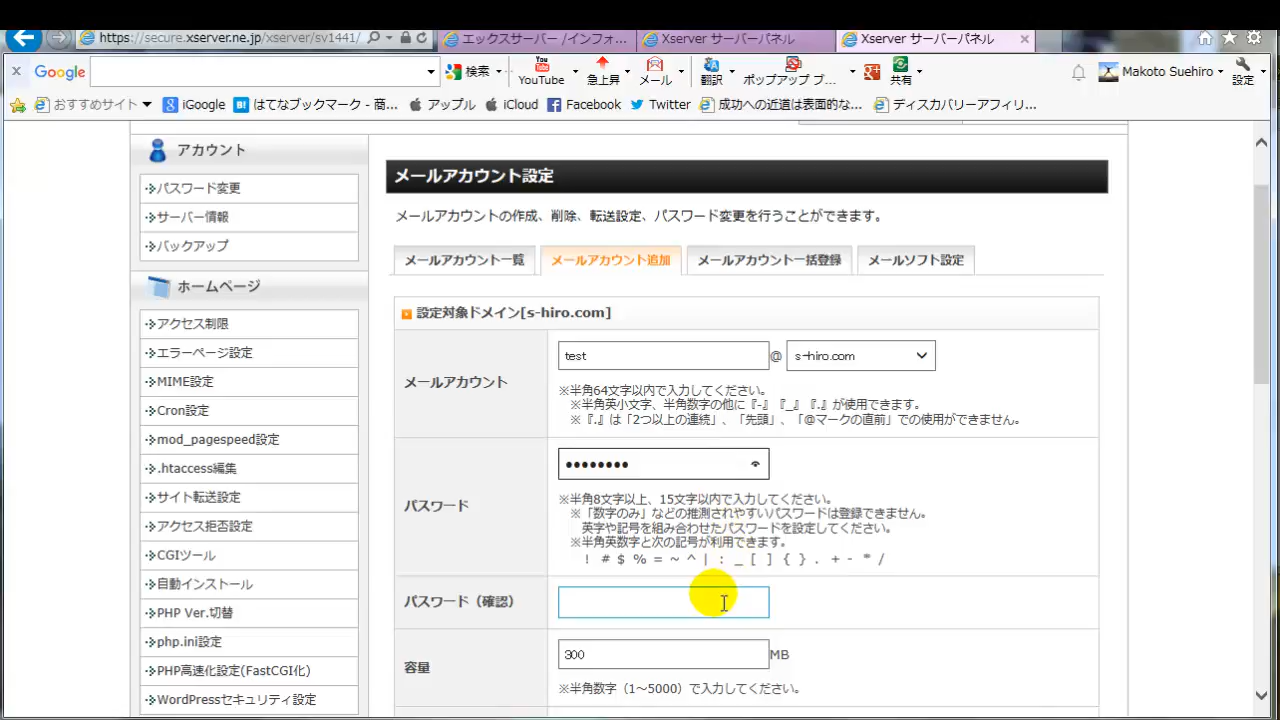 https://secure.xserver.ne.jp/xserver/sv1441/
エックスサーバー /インフォ...
Xserver サーバーパネル
Xserver サーバーパネル
Google
検索
YouTube
急上昇
メール
翻訳
ポップアップ ブ...
共有
Makoto Suehiro
設定
おすすめサイト
iGoogle
はてなブックマーク - 商...
アップル
iCloud
Facebook
Twitter
成功への近道は表面的な...
ディスカバリーアフィリ...
アカウント
パスワード変更
サーバー情報
バックアップ
ホームページ
アクセス制限
エラーページ設定
MIME設定
Cron設定
mod_pagespeed設定
.htaccess編集
サイト転送設定
アクセス拒否設定
CGIツール
自動インストール
PHP Ver.切替
php.ini設定
PHP高速化設定(FastCGI化)
WordPressセキュリティ設定
メールアカウント設定
メールアカウントの作成、削除、転送設定、パスワード変更を行うことができます。
メールアカウント一覧
メールアカウント追加
メールアカウント一括登録
メールソフト設定
設定対象ドメイン[s-hiro.com]
メールアカウント
test @ s-hiro.com
※半角64文字以内で入力してください。
※半角英小文字、半角数字の他に『-』『_』『.』が使用できます。
※『.』は「2つ以上の連続」、「先頭」、「@マークの直前」での使用ができません。
パスワード
●●●●●●●●
※半角8文字以上、15文字以内で入力してください。
※「数字のみ」などの推測されやすいパスワードは登録できません。
英字や記号を組み合わせたパスワードを設定してください。
※半角英数字と次の記号が利用できます。
! # $ % = ~ ^ | : _ [ ] { } . + - * /
パスワード（確認）
容量
300 MB
※半角数字（1～5000）で入力してください。